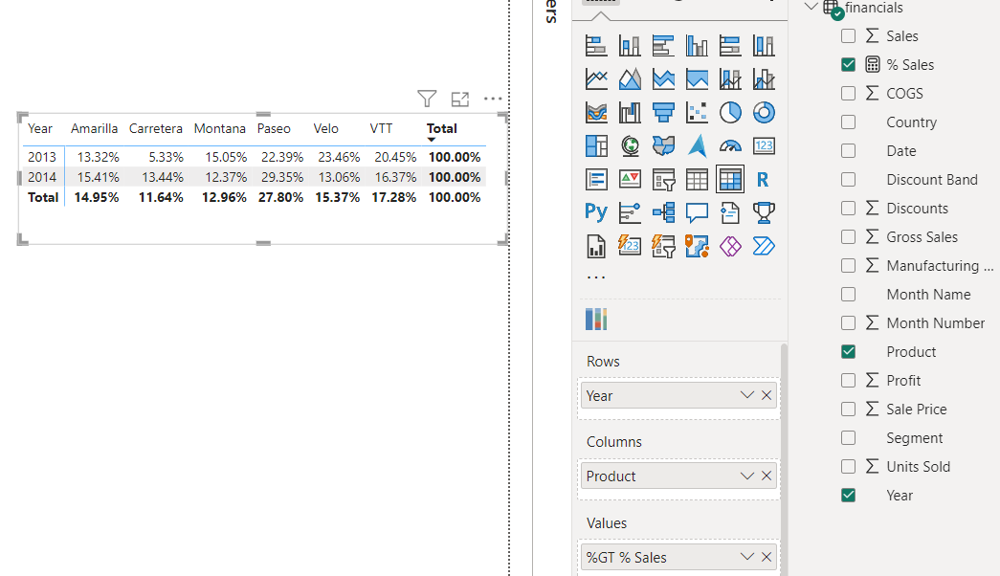 ers
financials
Sales
% Sales
COGS
Country
Date
Discount Band
Discounts
Gross Sales
Manufacturing ...
Month Name
Month Number
Product
Profit
Sale Price
Segment
Units Sold
Year
Year Amarilla Carretera Montana Paseo Velo VTT Total
2013 13.32% 5.33% 15.05% 22.39% 23.46% 20.45% 100.00%
2014 15.41% 13.44% 12.37% 29.35% 13.06% 16.37% 100.00%
Total 14.95% 11.64% 12.96% 27.80% 15.37% 17.28% 100.00%
123
R
Py
123
...
Rows
Year
Columns
Product
Values
%GT % Sales